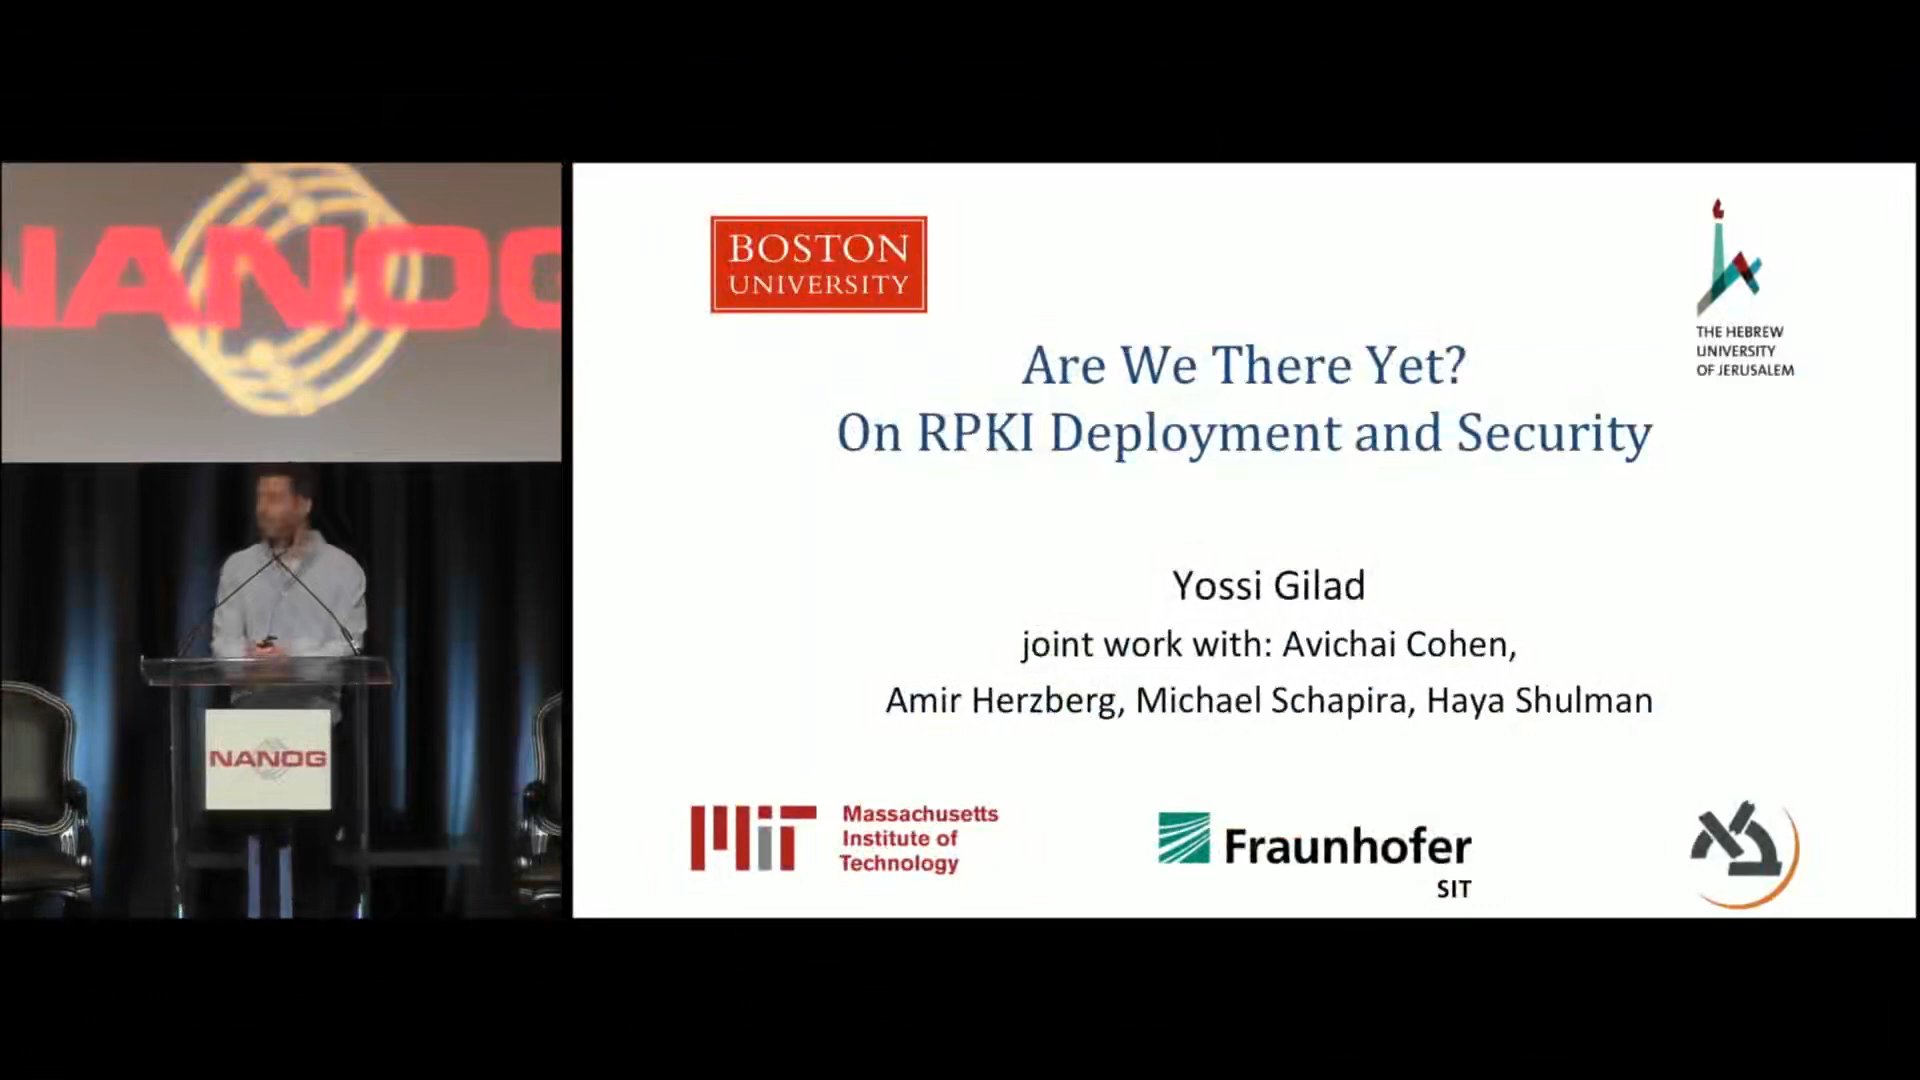 NANOG
NANOG
BOSTON
UNIVERSITY
THE HEBREW
UNIVERSITY
OF JERUSALEM
Are We There Yet?
On RPKI Deployment and Security
Yossi Gilad
joint work with: Avichai Cohen,
Amir Herzberg, Michael Schapira, Haya Shulman
MIT
Massachusetts
Institute of
Technology
Fraunhofer
SIT